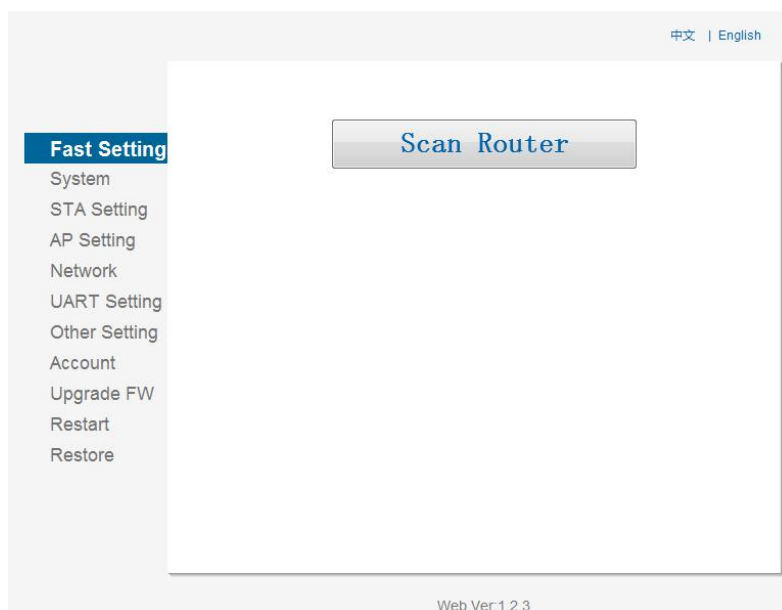 中文 | English
Fast Setting
Scan Router
System
STA Setting
AP Setting
Network
UART Setting
Other Setting
Account
Upgrade FW
Restart
Restore
Web Ver:1.2.3